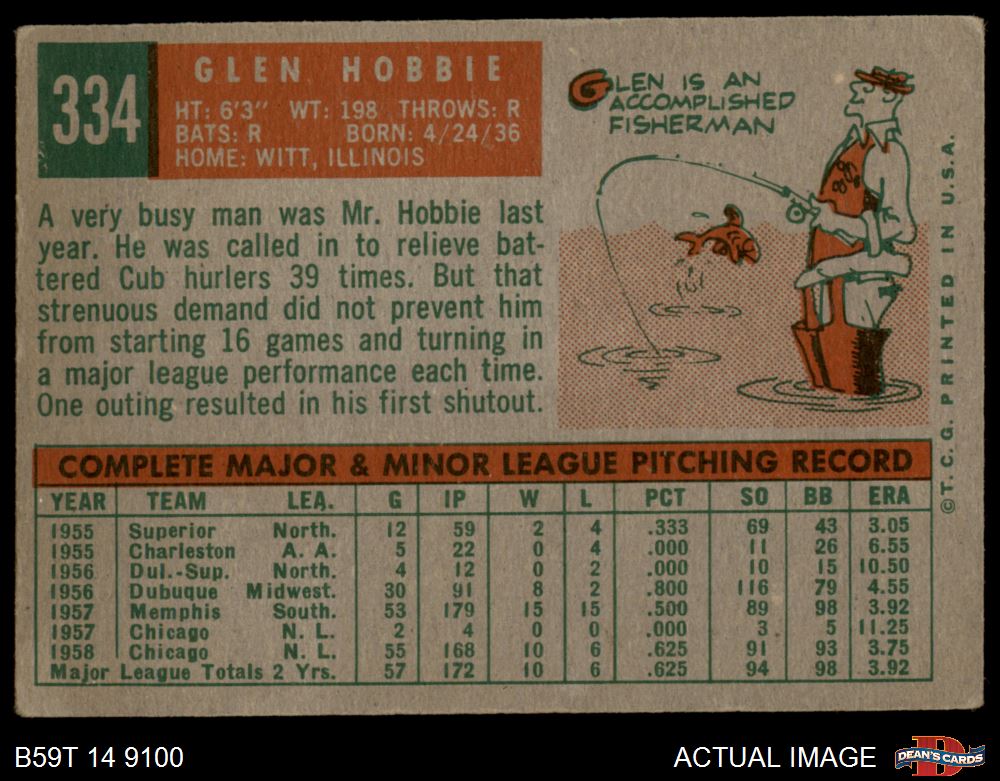 334
GLEN HOBBIE
HT: 6'3" WT: 198 THROWS: R
BATS: R BORN: 4/24/36
HOME: WITT, ILLINOIS
A very busy man was Mr. Hobbie last
year. He was called in to relieve bat-
tered Cub hurlers 39 times. But that
strenuous demand did not prevent him
from starting 16 games and turning in
a major league performance each time.
One outing resulted in his first shutout.
GLEN IS AN
ACCOMPLISHED
FISHERMAN
COMPLETE MAJOR & MINOR LEAGUE PITCHING RECORD
YEAR TEAM LEA. G IP W L PCT SO BB ERA
1955 Superior North. 12 59 2 4 .333 69 43 3.05
1955 Charleston A. A. 5 22 0 4 .000 11 26 6.55
1956 Dul.-Sup. North. 4 12 0 2 .000 10 15 10.50
1956 Dubuque Midwest. 30 91 8 2 .800 116 79 4.55
1957 Memphis South. 53 179 15 15 .500 89 98 3.92
1957 Chicago N. L. 2 4 0 0 .000 3 5 11.25
1958 Chicago N. L. 55 168 10 6 .625 91 93 3.75
Major League Totals 2 Yrs. 57 172 10 6 .625 94 98 3.92
©T. C. G. PRINTED IN U.S.A.
B59T 14 9100
ACTUAL IMAGE
D
DEAN'S CARDS